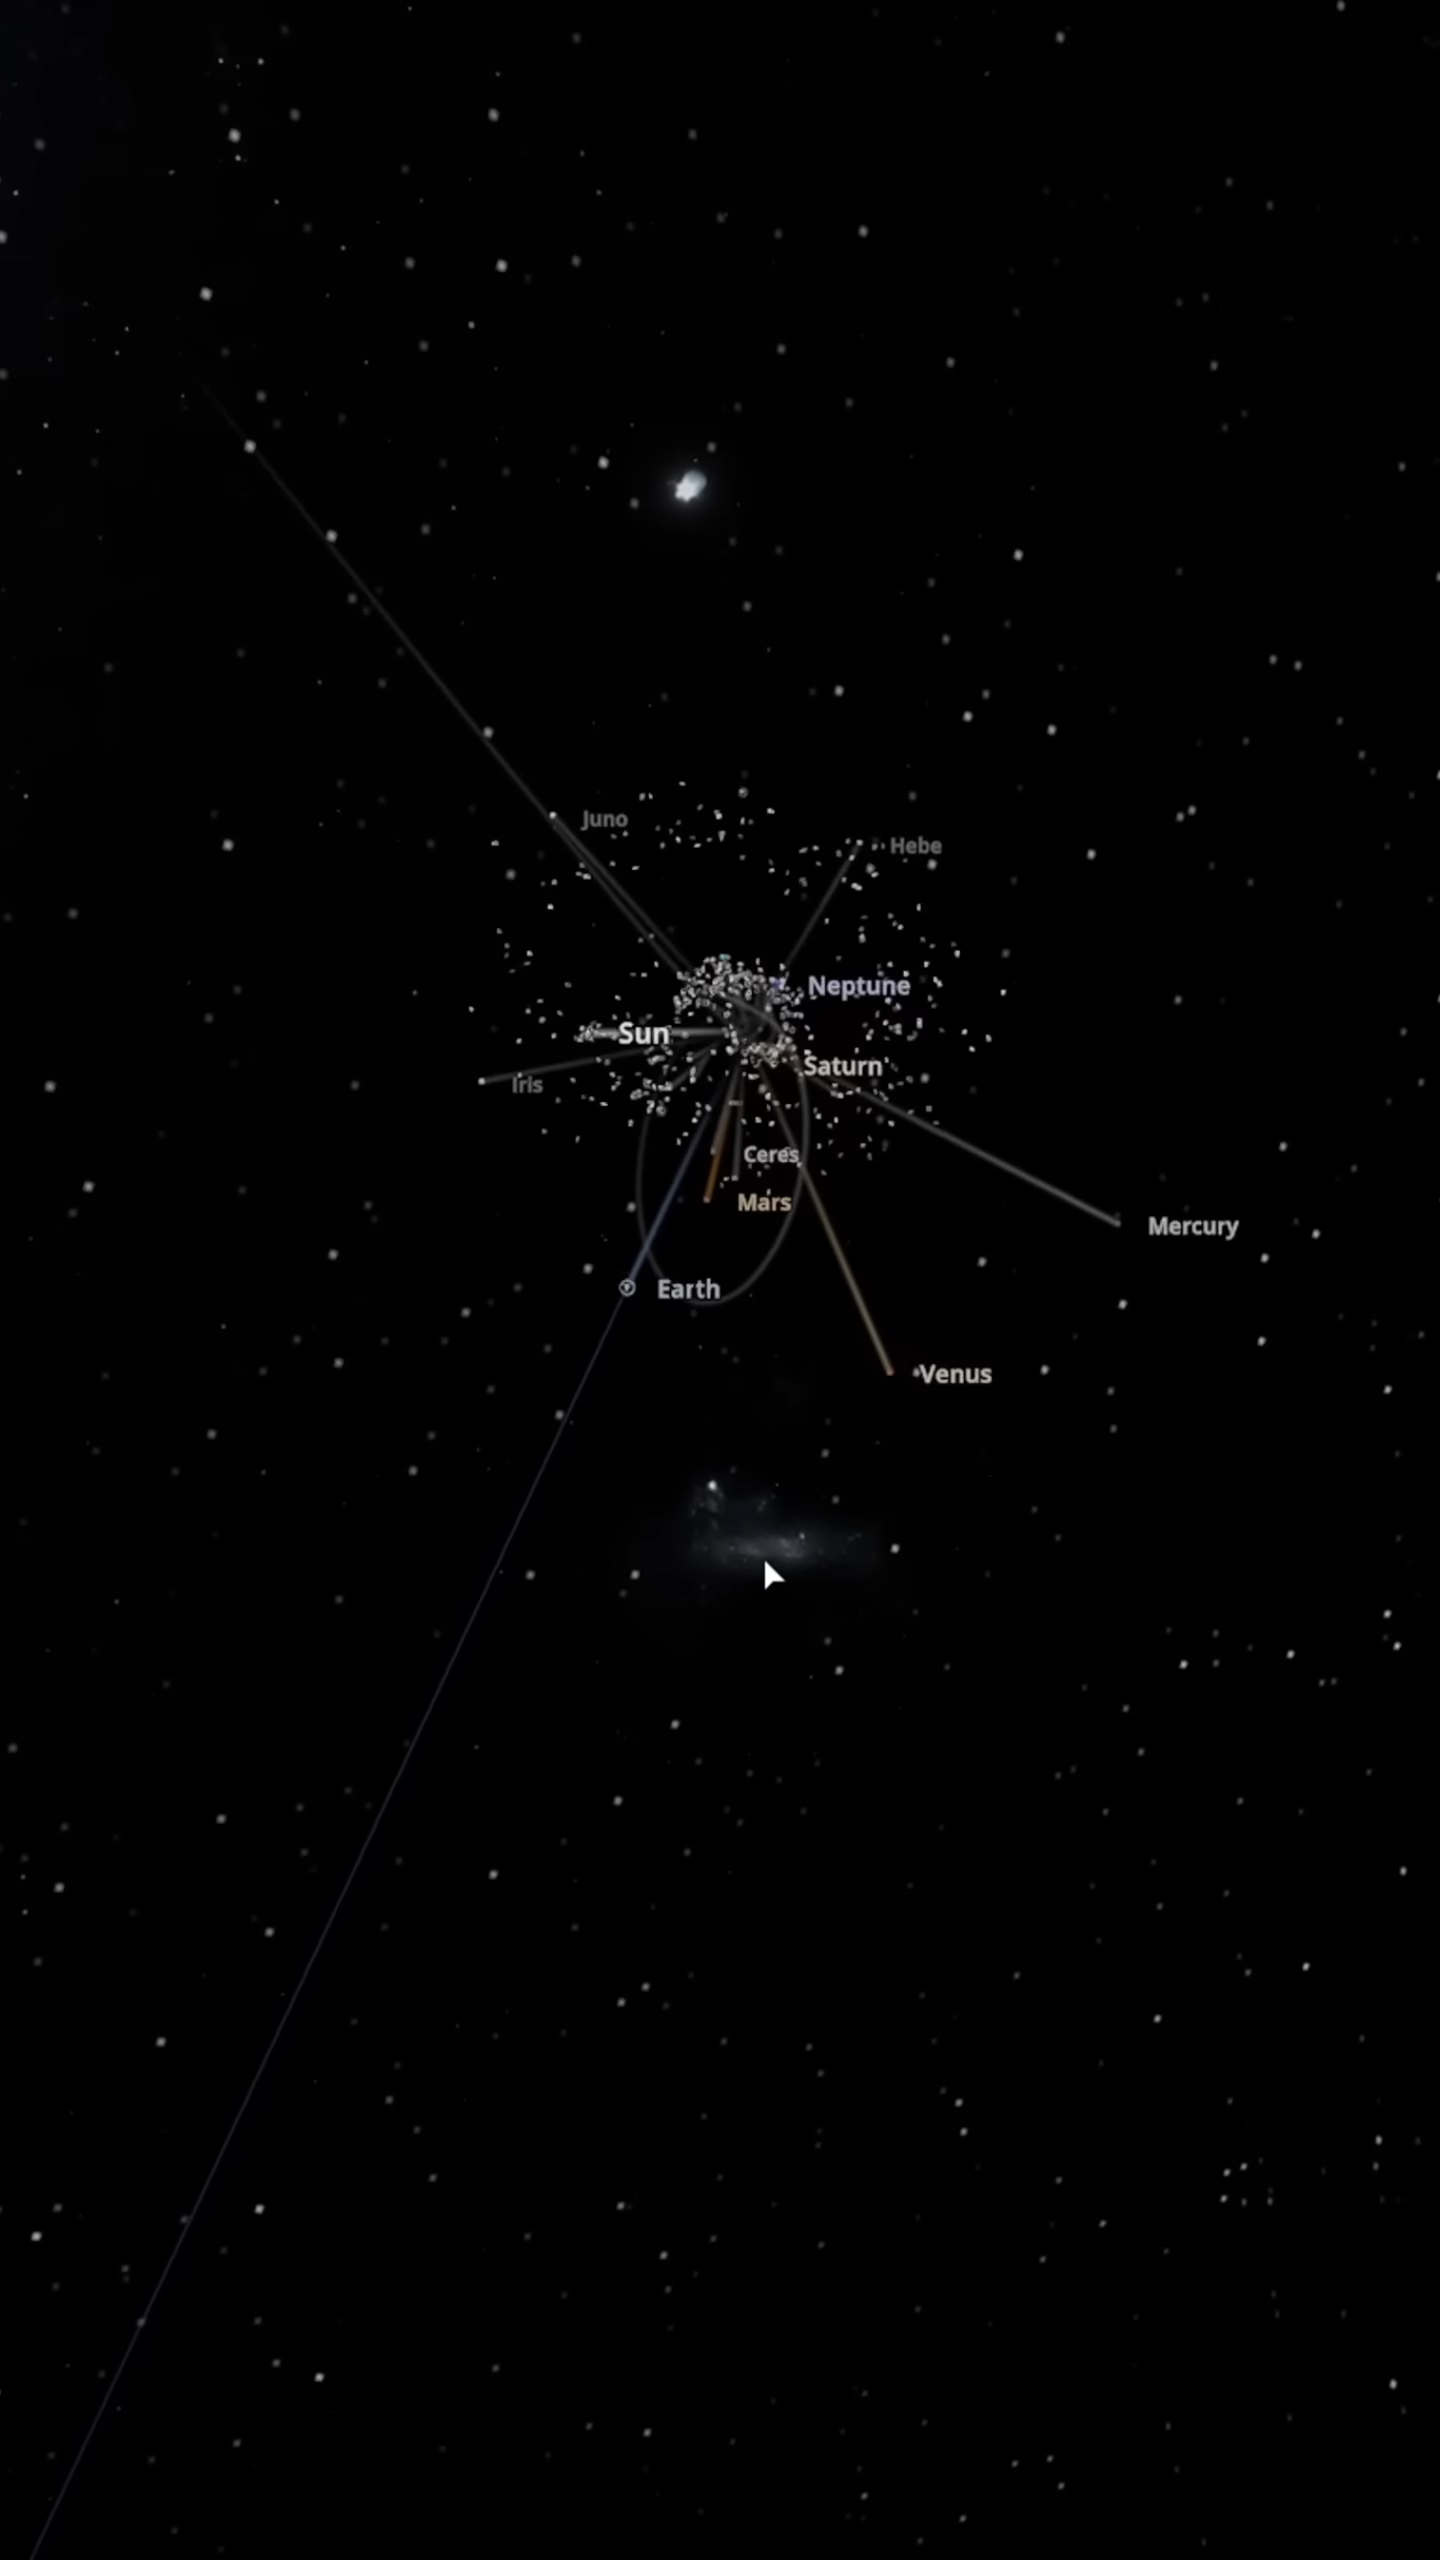 Juno
Hebe
Neptune
Sun
Saturn
Iris
Ceres
Mars
Mercury
Earth
Venus